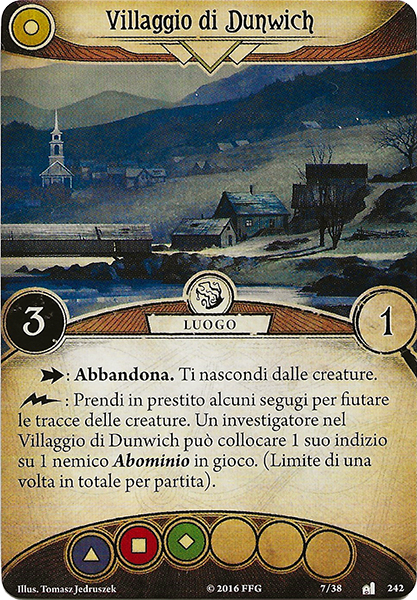 Villaggio di Dunwich
3
LUOGO
1
: Abbandona. Ti nascondi dalle creature.
: Prendi in prestito alcuni segugi per fiutare
le tracce delle creature. Un investigatore nel
Villaggio di Dunwich può collocare 1 suo indizio
su 1 nemico Abominio in gioco. (Limite di una
volta in totale per partita).
Illus. Tomasz Jedruszek
© 2016 FFG
7/38
242